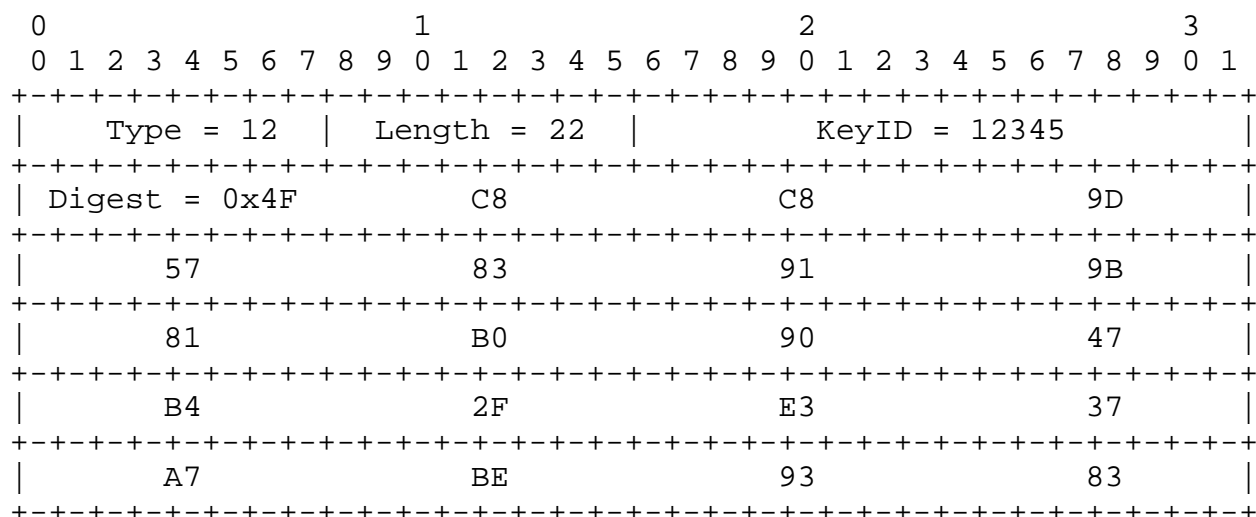 0                   1                   2                   3
 0 1 2 3 4 5 6 7 8 9 0 1 2 3 4 5 6 7 8 9 0 1 2 3 4 5 6 7 8 9 0 1
+-+-+-+-+-+-+-+-+-+-+-+-+-+-+-+-+-+-+-+-+-+-+-+-+-+-+-+-+-+-+-+-+
|    Type = 12  |  Length = 22  |         KeyID = 12345         |
+-+-+-+-+-+-+-+-+-+-+-+-+-+-+-+-+-+-+-+-+-+-+-+-+-+-+-+-+-+-+-+-+
| Digest = 0x4F         C8              C8              9D      |
+-+-+-+-+-+-+-+-+-+-+-+-+-+-+-+-+-+-+-+-+-+-+-+-+-+-+-+-+-+-+-+-+
|       57              83              91              9B      |
+-+-+-+-+-+-+-+-+-+-+-+-+-+-+-+-+-+-+-+-+-+-+-+-+-+-+-+-+-+-+-+-+
|       81              B0              90              47      |
+-+-+-+-+-+-+-+-+-+-+-+-+-+-+-+-+-+-+-+-+-+-+-+-+-+-+-+-+-+-+-+-+
|       B4              2F              E3              37      |
+-+-+-+-+-+-+-+-+-+-+-+-+-+-+-+-+-+-+-+-+-+-+-+-+-+-+-+-+-+-+-+-+
|       A7              BE              93              83      |
+-+-+-+-+-+-+-+-+-+-+-+-+-+-+-+-+-+-+-+-+-+-+-+-+-+-+-+-+-+-+-+-+